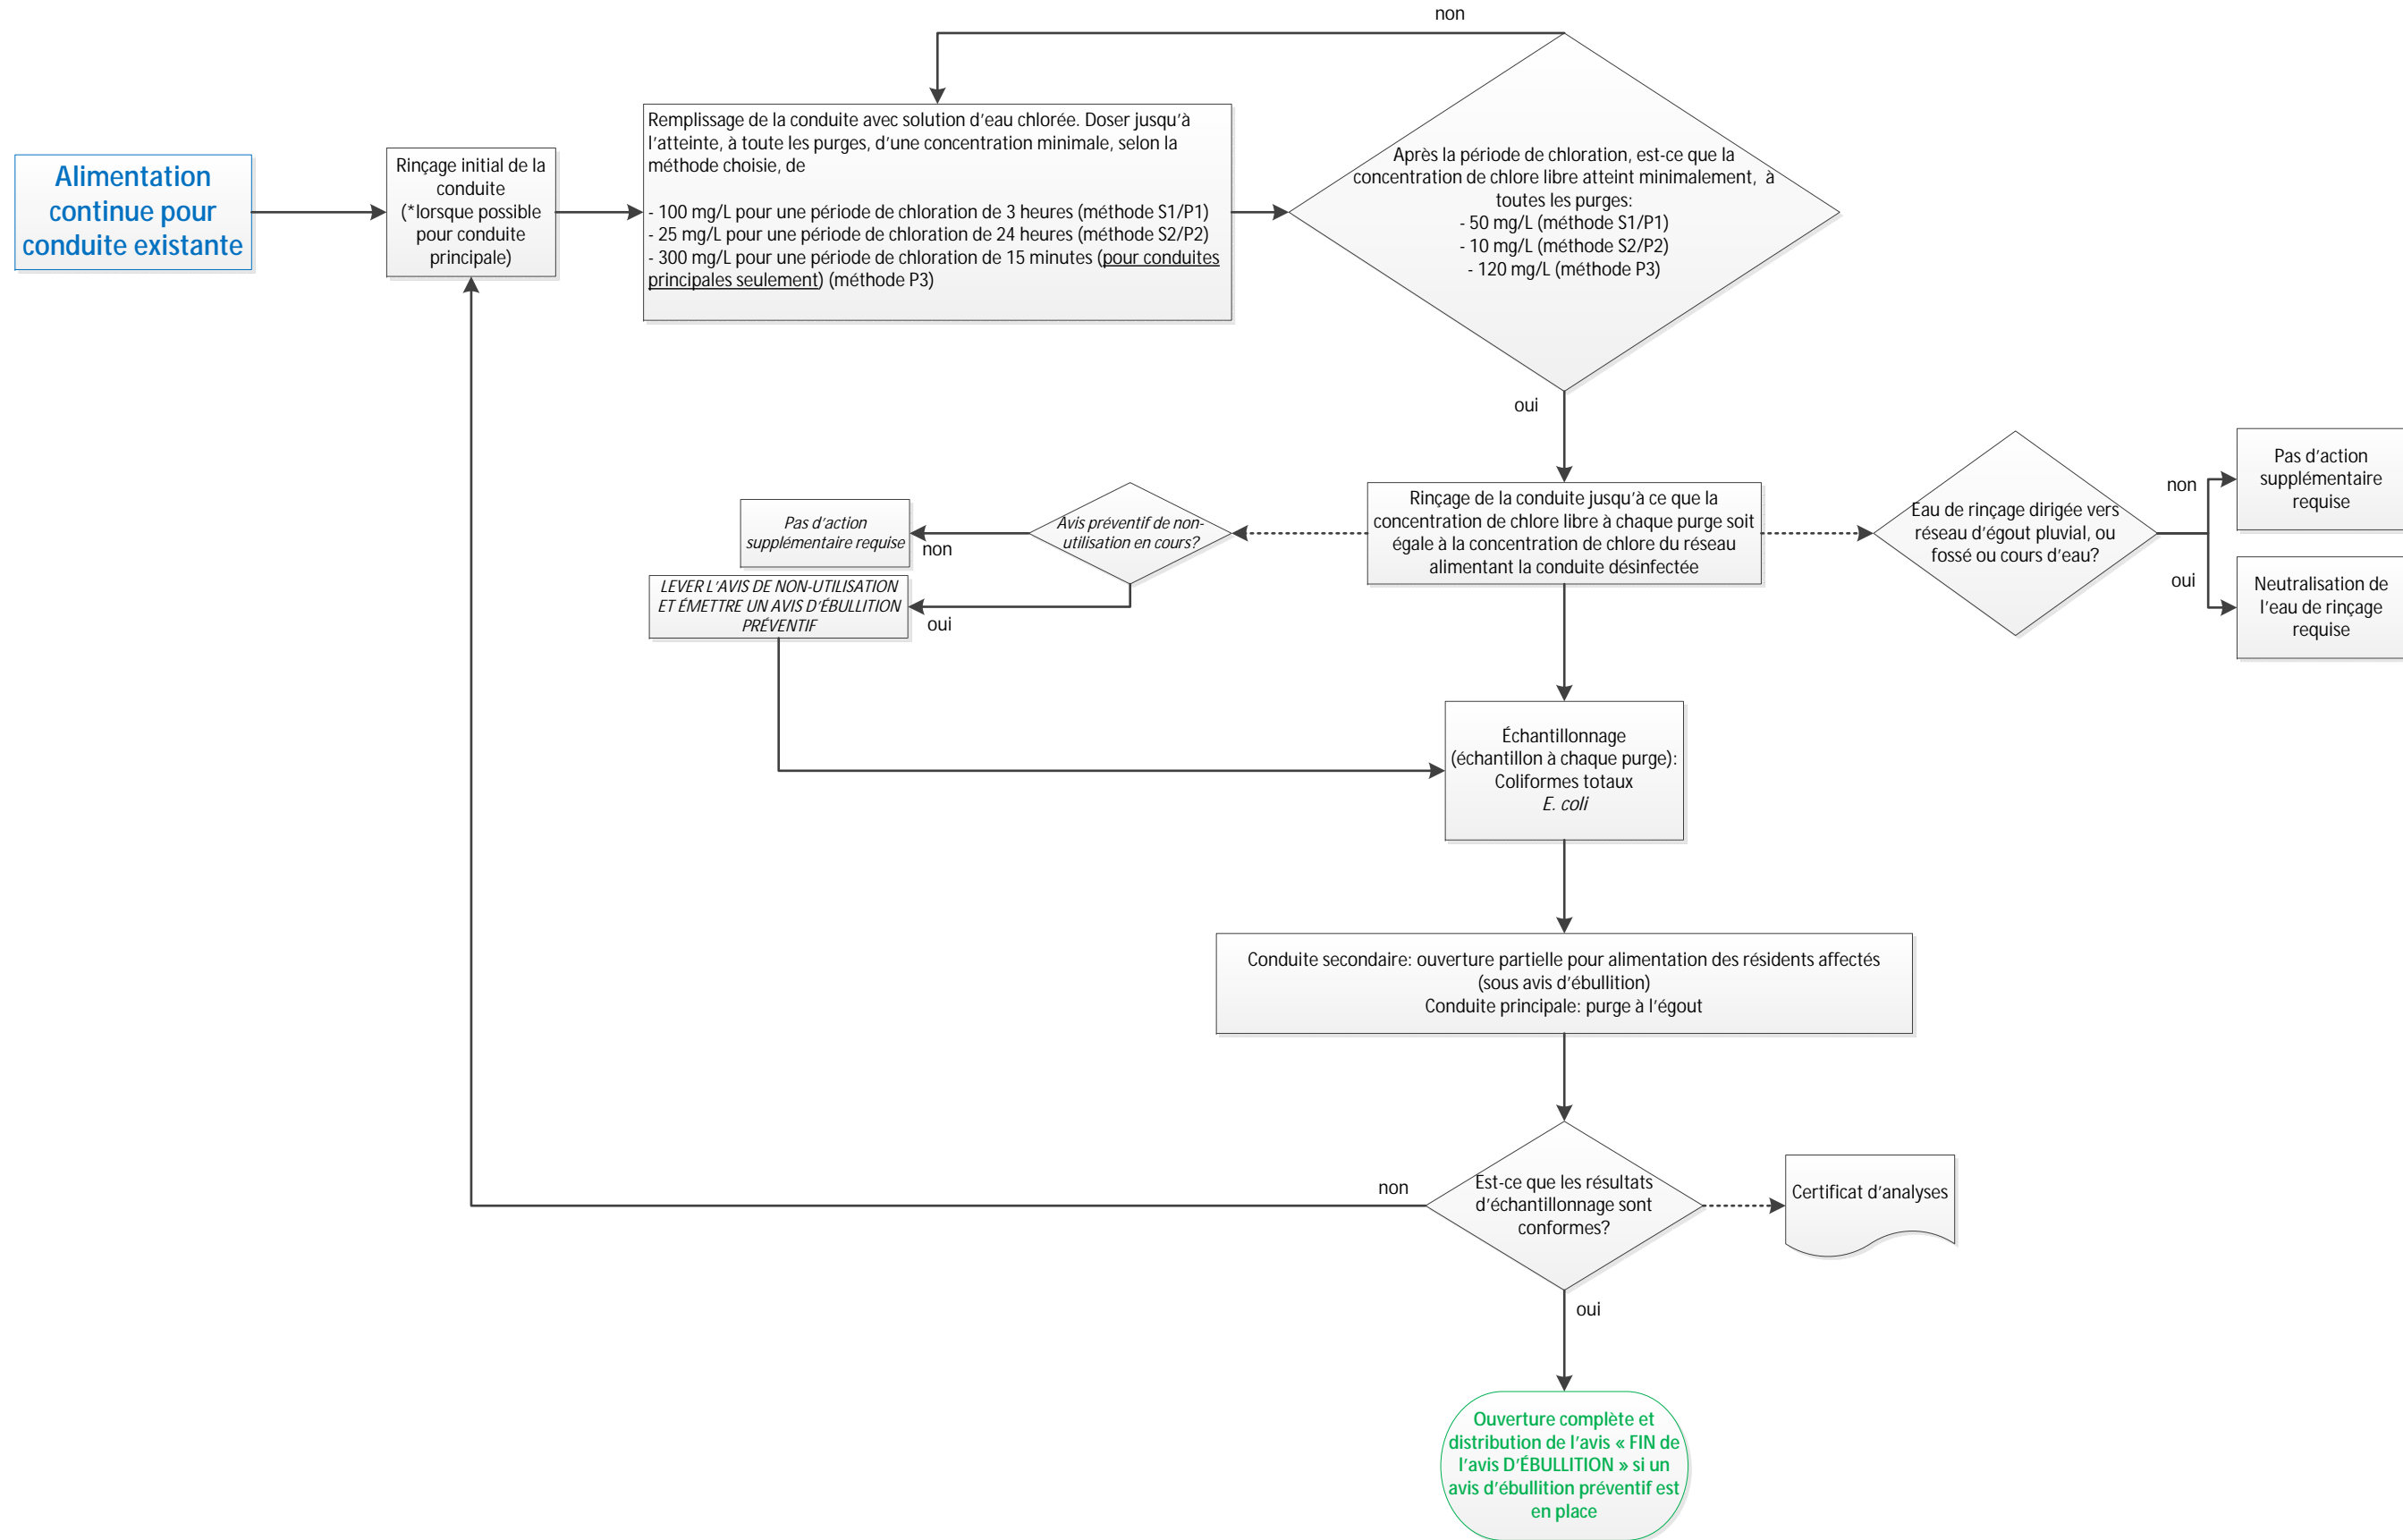 non
Alimentation
continue pour
conduite existante
Rinçage initial de la
conduite
(*lorsque possible
pour conduite
principale)
Remplissage de la conduite avec solution d'eau chlorée. Doser jusqu'à
l'atteinte, à toute les purges, d'une concentration minimale, selon la
méthode choisie, de
- 100 mg/L pour une période de chloration de 3 heures (méthode S1/P1)
- 25 mg/L pour une période de chloration de 24 heures (méthode S2/P2)
- 300 mg/L pour une période de chloration de 15 minutes (pour conduites
principales seulement) (méthode P3)
Après la période de chloration, est-ce que la
concentration de chlore libre atteint minimalement, à
toutes les purges:
- 50 mg/L (méthode S1/P1)
- 10 mg/L (méthode S2/P2)
- 120 mg/L (méthode P3)
oui
Pas d'action
supplémentaire requise
non
Avis préventif de non-
utilisation en cours?
LEVER L'AVIS DE NON-UTILISATION
ET ÉMETTRE UN AVIS D'ÉBULLITION
PRÉVENTIF
oui
Rinçage de la conduite jusqu'à ce que la
concentration de chlore libre à chaque purge soit
égale à la concentration de chlore du réseau
alimentant la conduite désinfectée
Eau de rinçage dirigée vers
réseau d'égout pluvial, ou
fossé ou cours d'eau?
non
Pas d'action
supplémentaire
requise
oui
Neutralisation de
l'eau de rinçage
requise
Échantillonnage
(échantillon à chaque purge):
Coliformes totaux
E. coli
Conduite secondaire: ouverture partielle pour alimentation des résidents affectés
(sous avis d'ébullition)
Conduite principale: purge à l'égout
non
Est-ce que les résultats
d'échantillonnage sont
conformes?
Certificat d'analyses
oui
Ouverture complète et
distribution de l'avis « FIN de
l'avis D'ÉBULLITION » si un
avis d'ébullition préventif est
en place